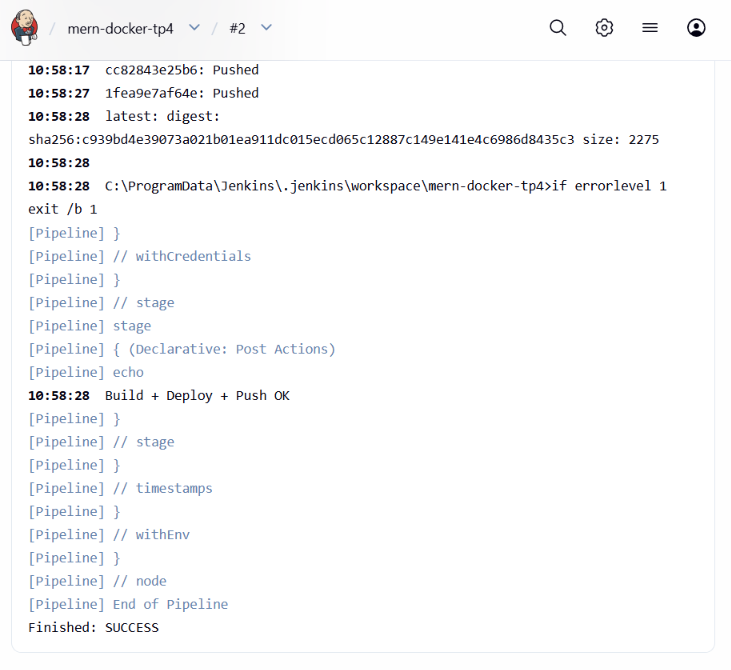 mern-docker-tp4 / #2
10:58:17 cc82843e25b6: Pushed
10:58:27 1fea9e7af64e: Pushed
10:58:28 latest: digest:
sha256:c939bd4e39073a021b01ea911dc015ecd065c12887c149e141e4c6986d8435c3 size: 2275
10:58:28
10:58:28 C:\ProgramData\Jenkins\.jenkins\workspace\mern-docker-tp4>if errorlevel 1
exit /b 1
[Pipeline] }
[Pipeline] // withCredentials
[Pipeline] }
[Pipeline] // stage
[Pipeline] stage
[Pipeline] { (Declarative: Post Actions)
[Pipeline] echo
10:58:28 Build + Deploy + Push OK
[Pipeline] }
[Pipeline] // stage
[Pipeline] }
[Pipeline] // timestamps
[Pipeline] }
[Pipeline] // withEnv
[Pipeline] }
[Pipeline] // node
[Pipeline] End of Pipeline
Finished: SUCCESS